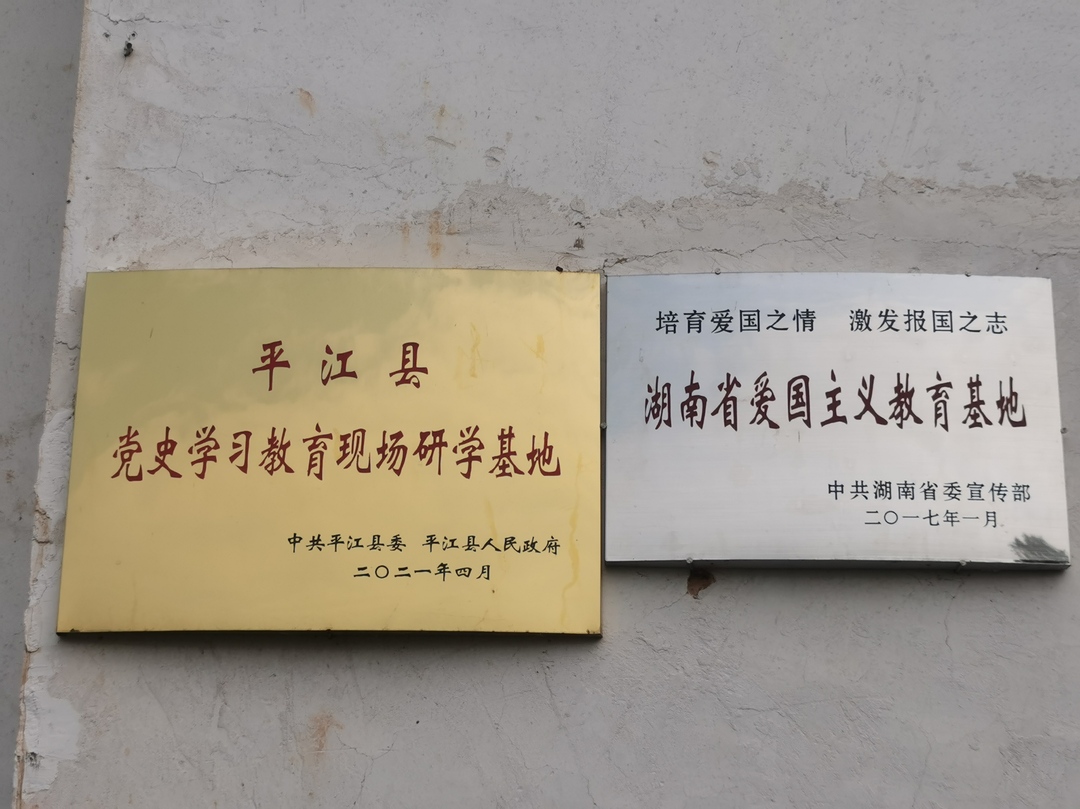 平江县
党史学习教育现场研学基地
中共平江县委 平江县人民政府
二〇二一年四月
培育爱国之情 激发报国之志
湖南省爱国主义教育基地
中共湖南省委宣传部
二〇一七年一月